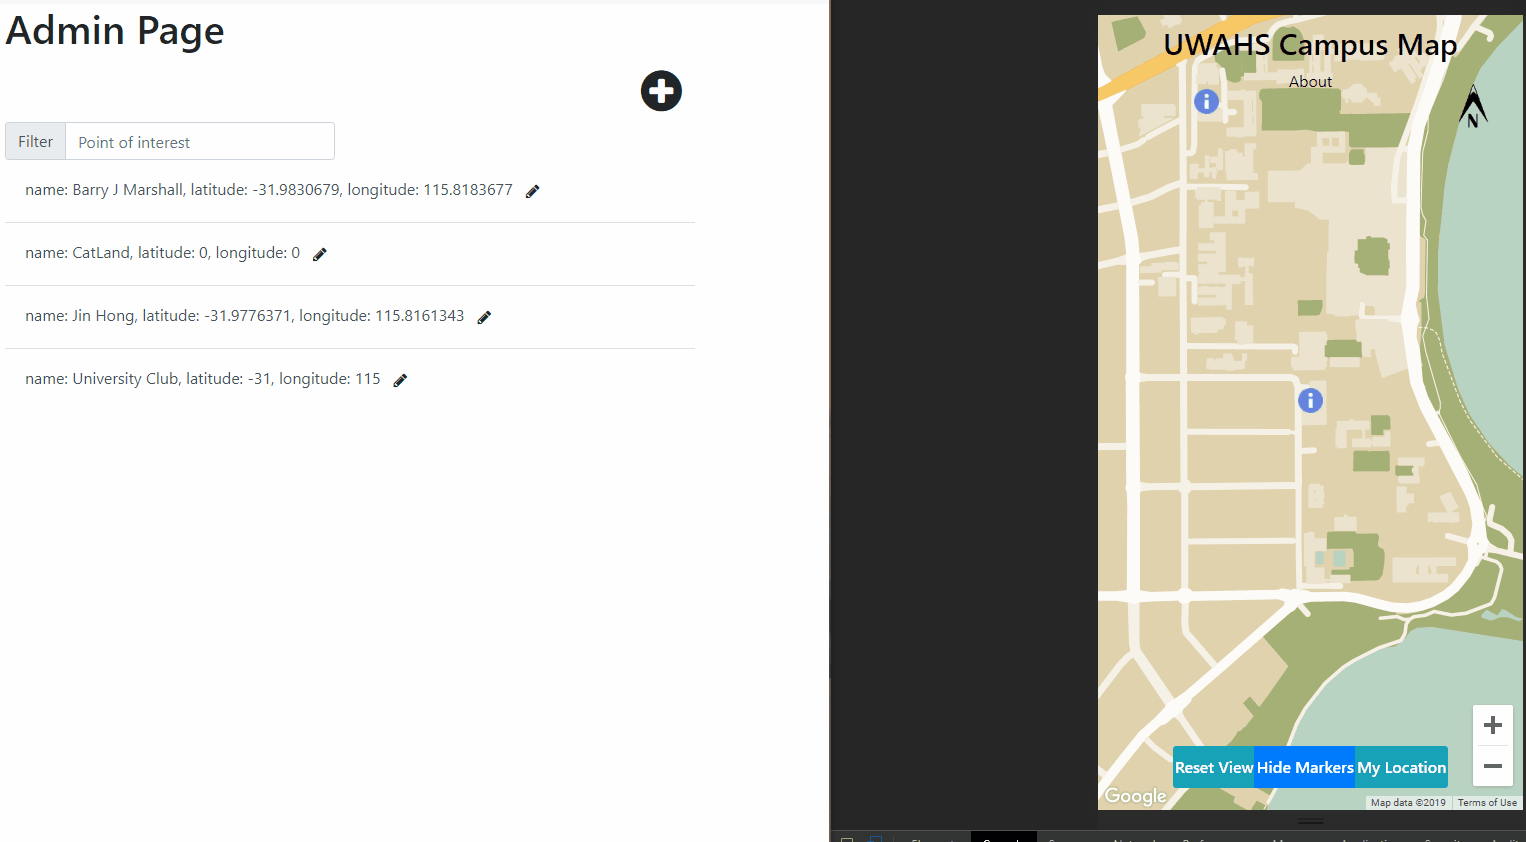 Admin Page
Filter
Point of interest
name: Barry J Marshall, latitude: -31.9830679, longitude: 115.8183677
name: CatLand, latitude: 0, longitude: 0
name: Jin Hong, latitude: -31.9776371, longitude: 115.8161343
name: University Club, latitude: -31, longitude: 115
UWAHS Campus Map
About
N
Reset View
Hide Markers
My Location
Google
Map data ©2019
Terms of Use